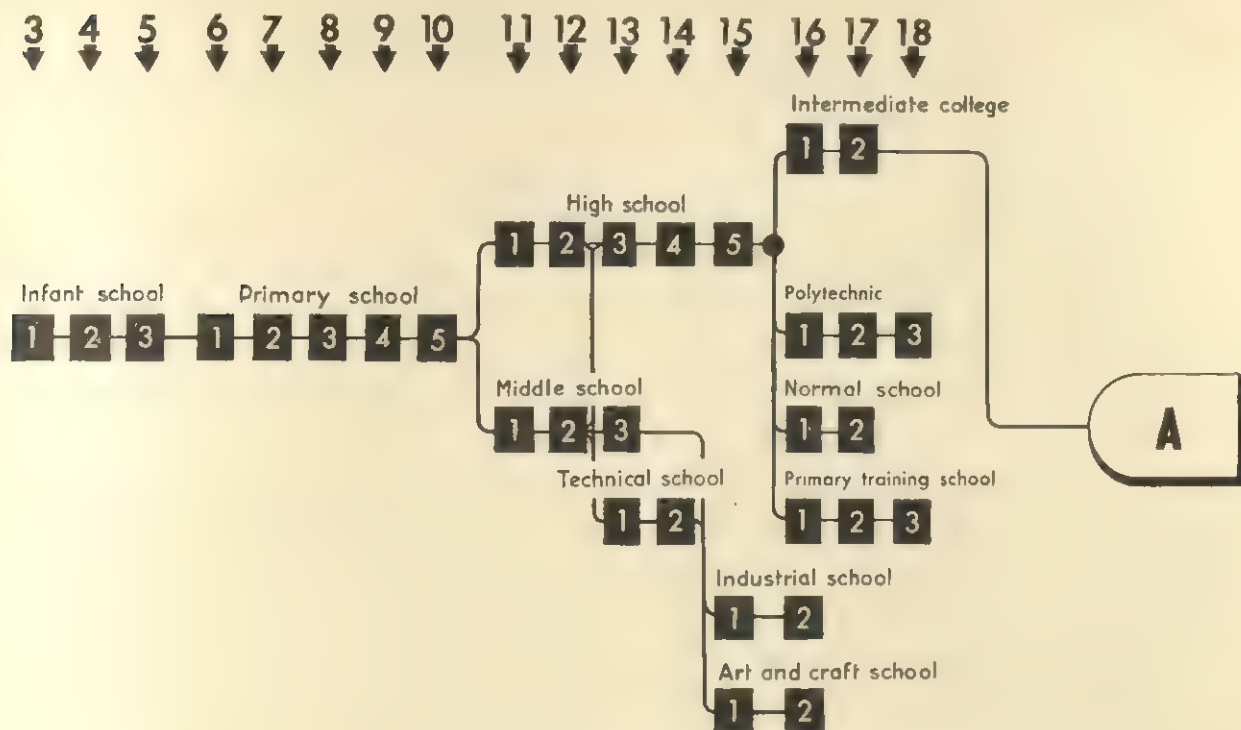 3 4 5 6 7 8 9 10 11 12 13 14 15 16 17 18
Intermediate college
1 2
High school
1 2 3 4 5
Infant school Primary school
1 2 3 1 2 3 4 5
Polytechnic
1 2 3
Middle school
1 2 3
Normal school
1 2
A
Technical school
1 2
Primary training school
1 2 3
Industrial school
1 2
Art and craft school
1 2